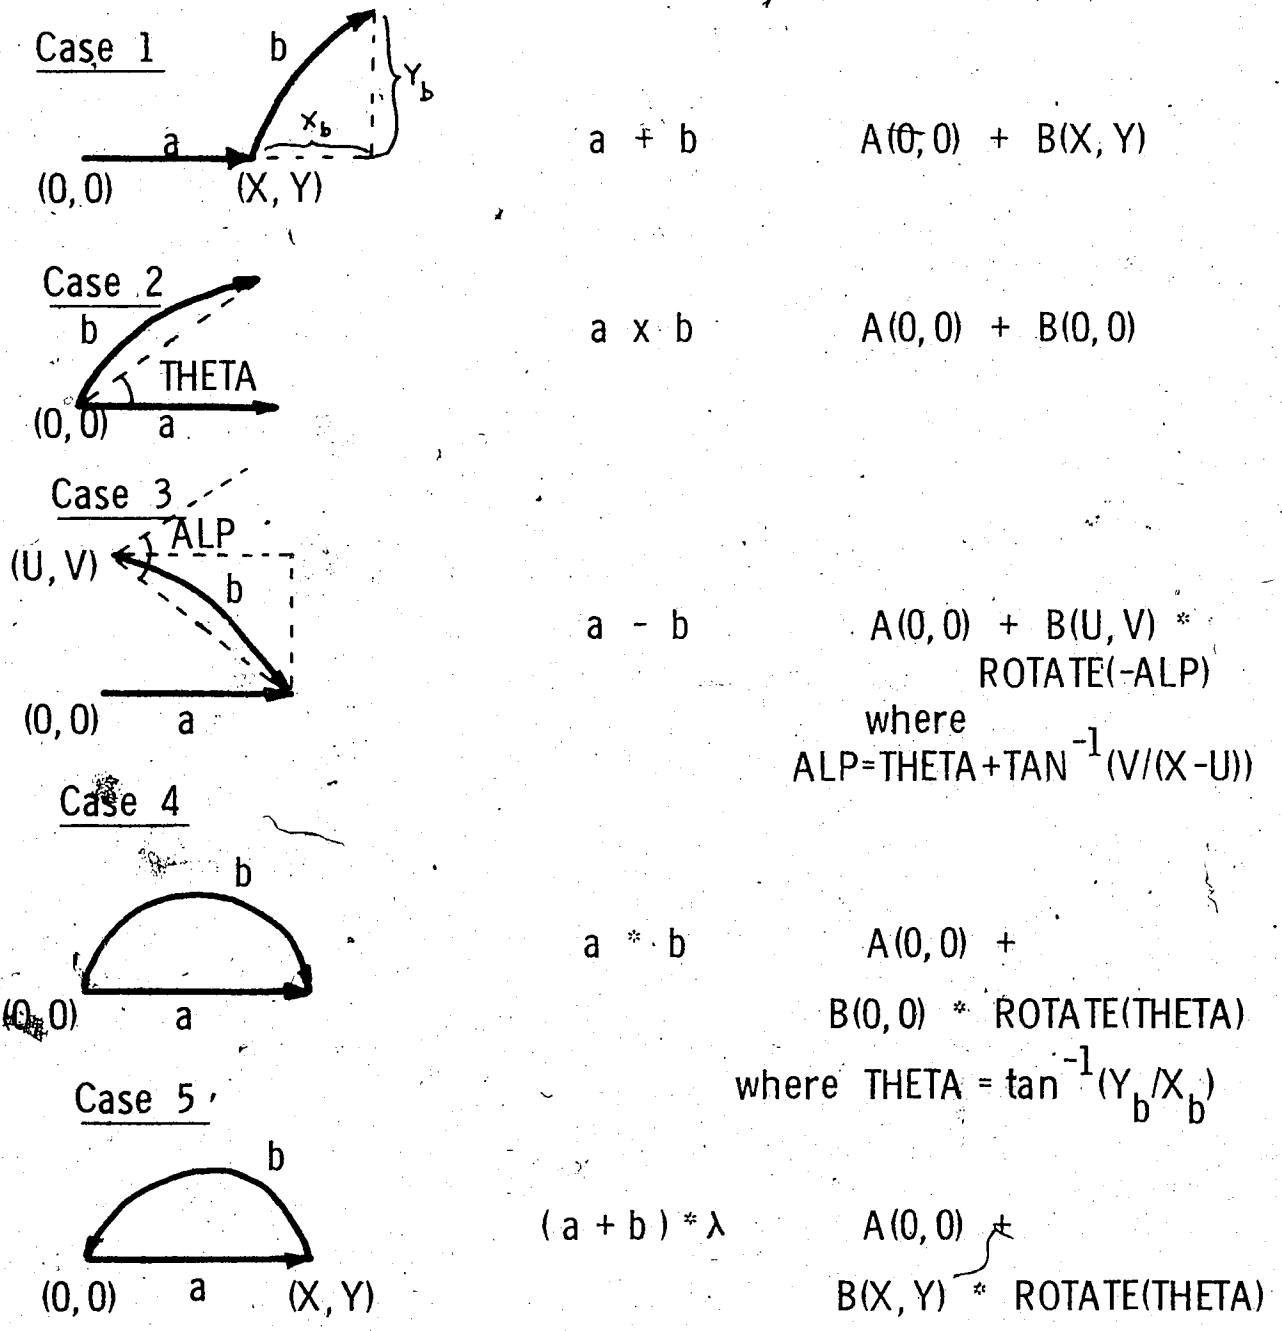 Case 1
b
Y_b
x_b
a
(0,0)
(X, Y)
a + b
A(0,0) + B(X, Y)
Case 2
b
THETA
(0,0)
a
a x b
A(0,0) + B(0,0)
Case 3
ALP
(U, V)
b
(0,0)
a
a - b
A(0,0) + B(U, V) *
ROTATE(-ALP)
where
ALP=THETA+TAN^-1(V/(X-U))
Case 4
b
(0,0)
a
a * b
A(0,0) +
B(0,0) * ROTATE(THETA)
where THETA = tan^-1(Y_b/X_b)
Case 5
b
(0,0)
a
(X, Y)
(a + b) * λ
A(0,0) +
B(X, Y) * ROTATE(THETA)